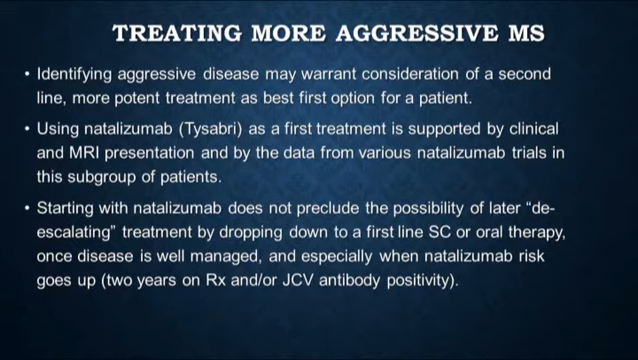 TREATING MORE AGGRESSIVE MS
• Identifying aggressive disease may warrant consideration of a second
line, more potent treatment as best first option for a patient.
• Using natalizumab (Tysabri) as a first treatment is supported by clinical
and MRI presentation and by the data from various natalizumab trials in
this subgroup of patients.
• Starting with natalizumab does not preclude the possibility of later “de-
escalating” treatment by dropping down to a first line SC or oral therapy,
once disease is well managed, and especially when natalizumab risk
goes up (two years on Rx and/or JCV antibody positivity).